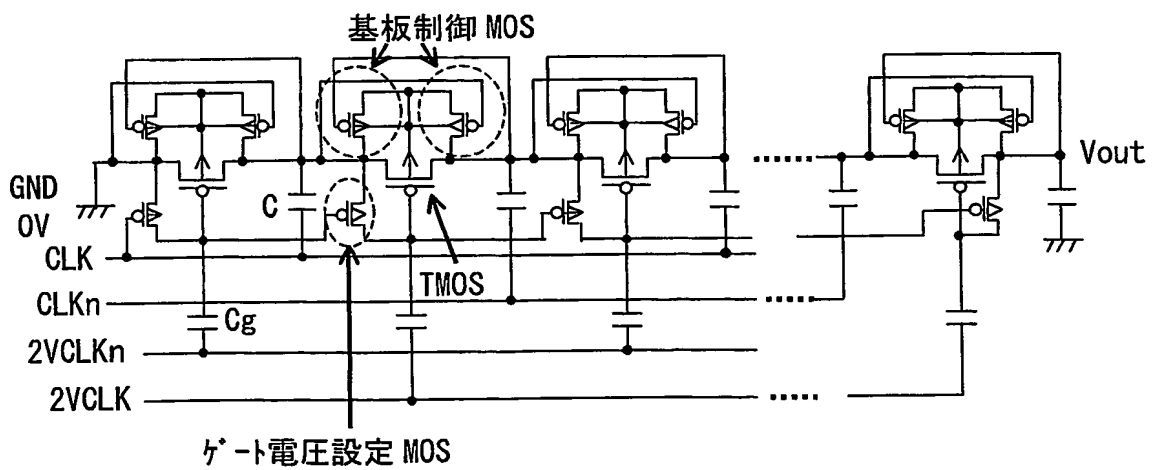 基板制御 MOS
GND
0V
C
Vout
CLK
TMOS
CLKn
Cg
2VCLKn
2VCLK
ｹﾞｰﾄ電圧設定 MOS